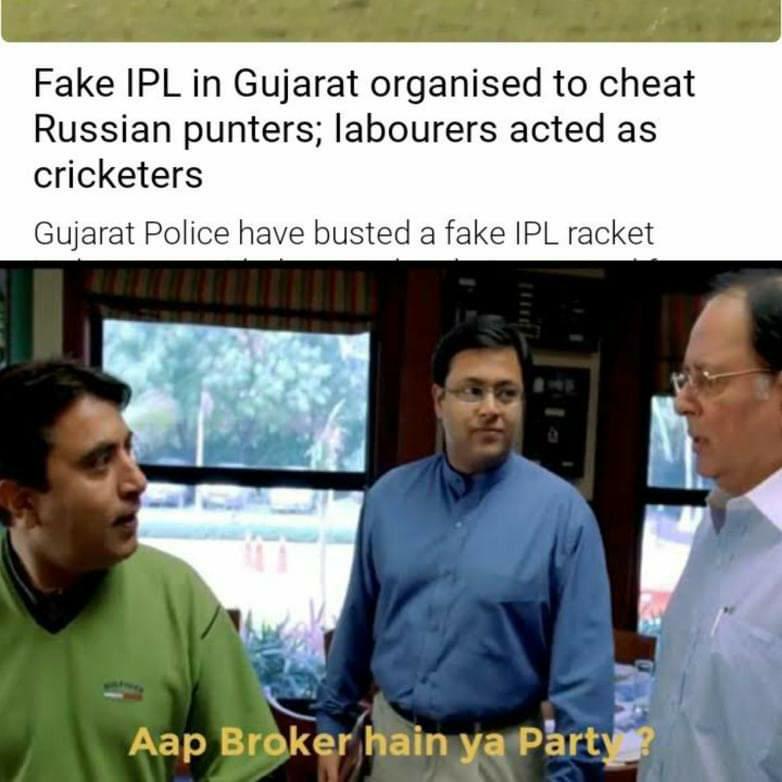 Fake IPL in Gujarat organised to cheat
Russian punters; labourers acted as
cricketers
Gujarat Police have busted a fake IPL racket
Aap Broker hain ya Party ?